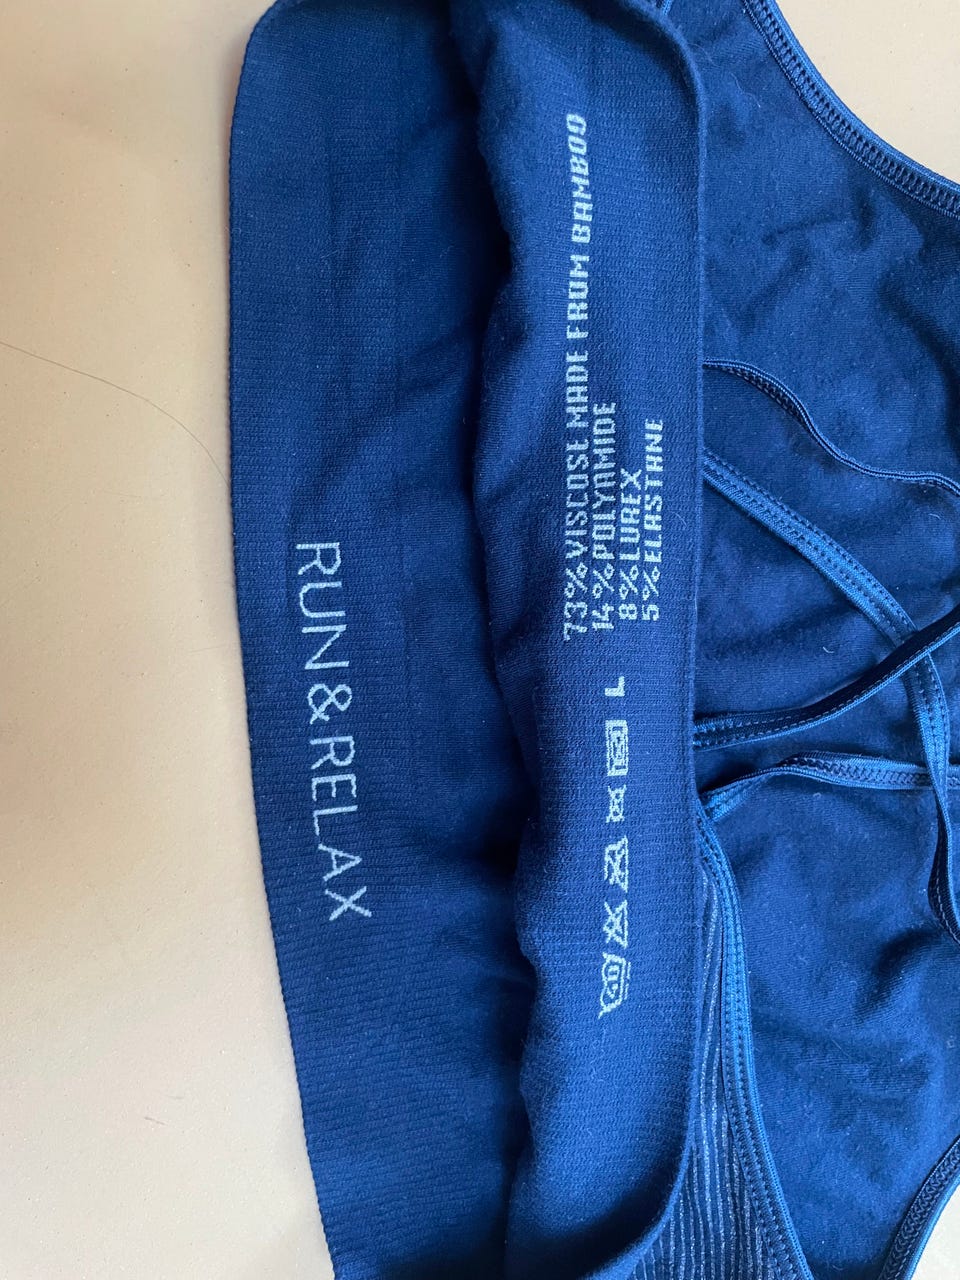 RUN & RELAX
73% VISCOSE MADE FROM BAMBOO
14% POLYAMIDE
8% LUREX
5% ELASTANE
L